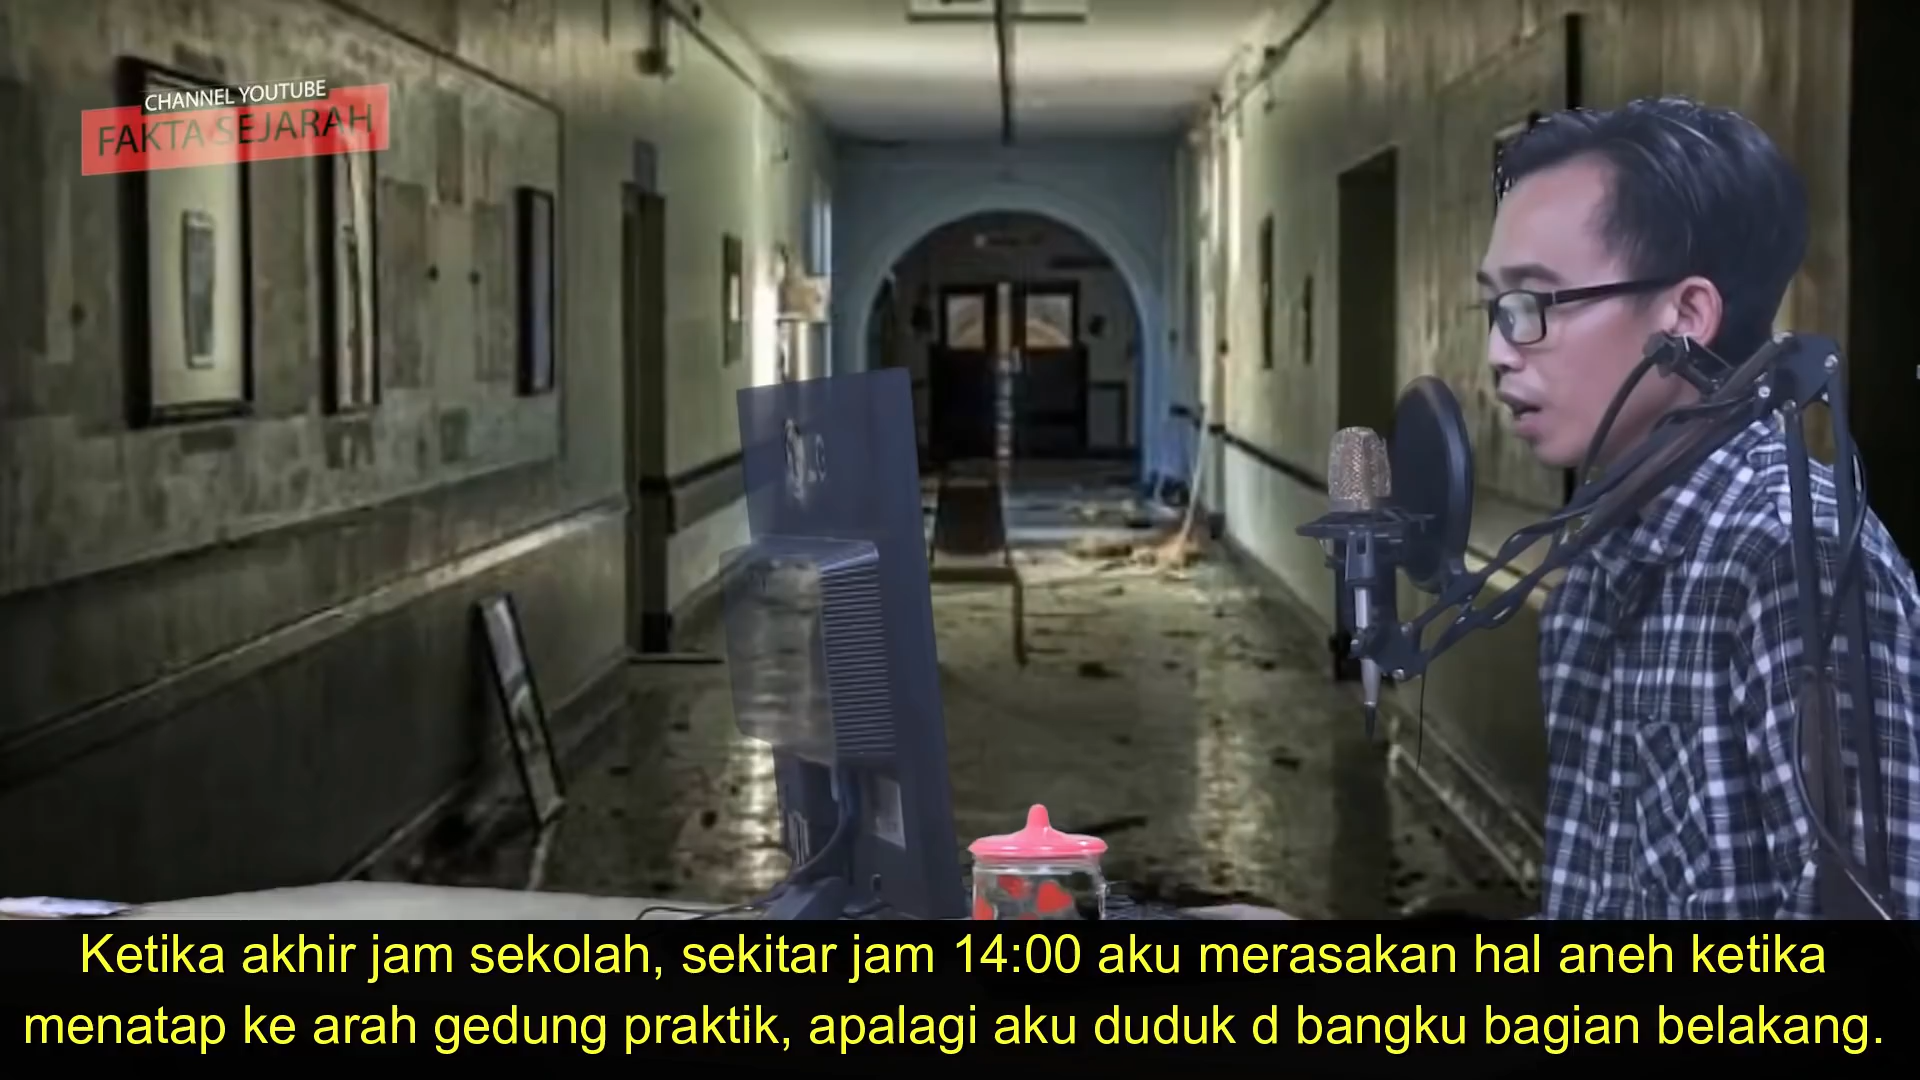 CHANNEL YOUTUBE
FAKTA SEJARAH
Ketika akhir jam sekolah, sekitar jam 14:00 aku merasakan hal aneh ketika
menatap ke arah gedung praktik, apalagi aku duduk d bangku bagian belakang.